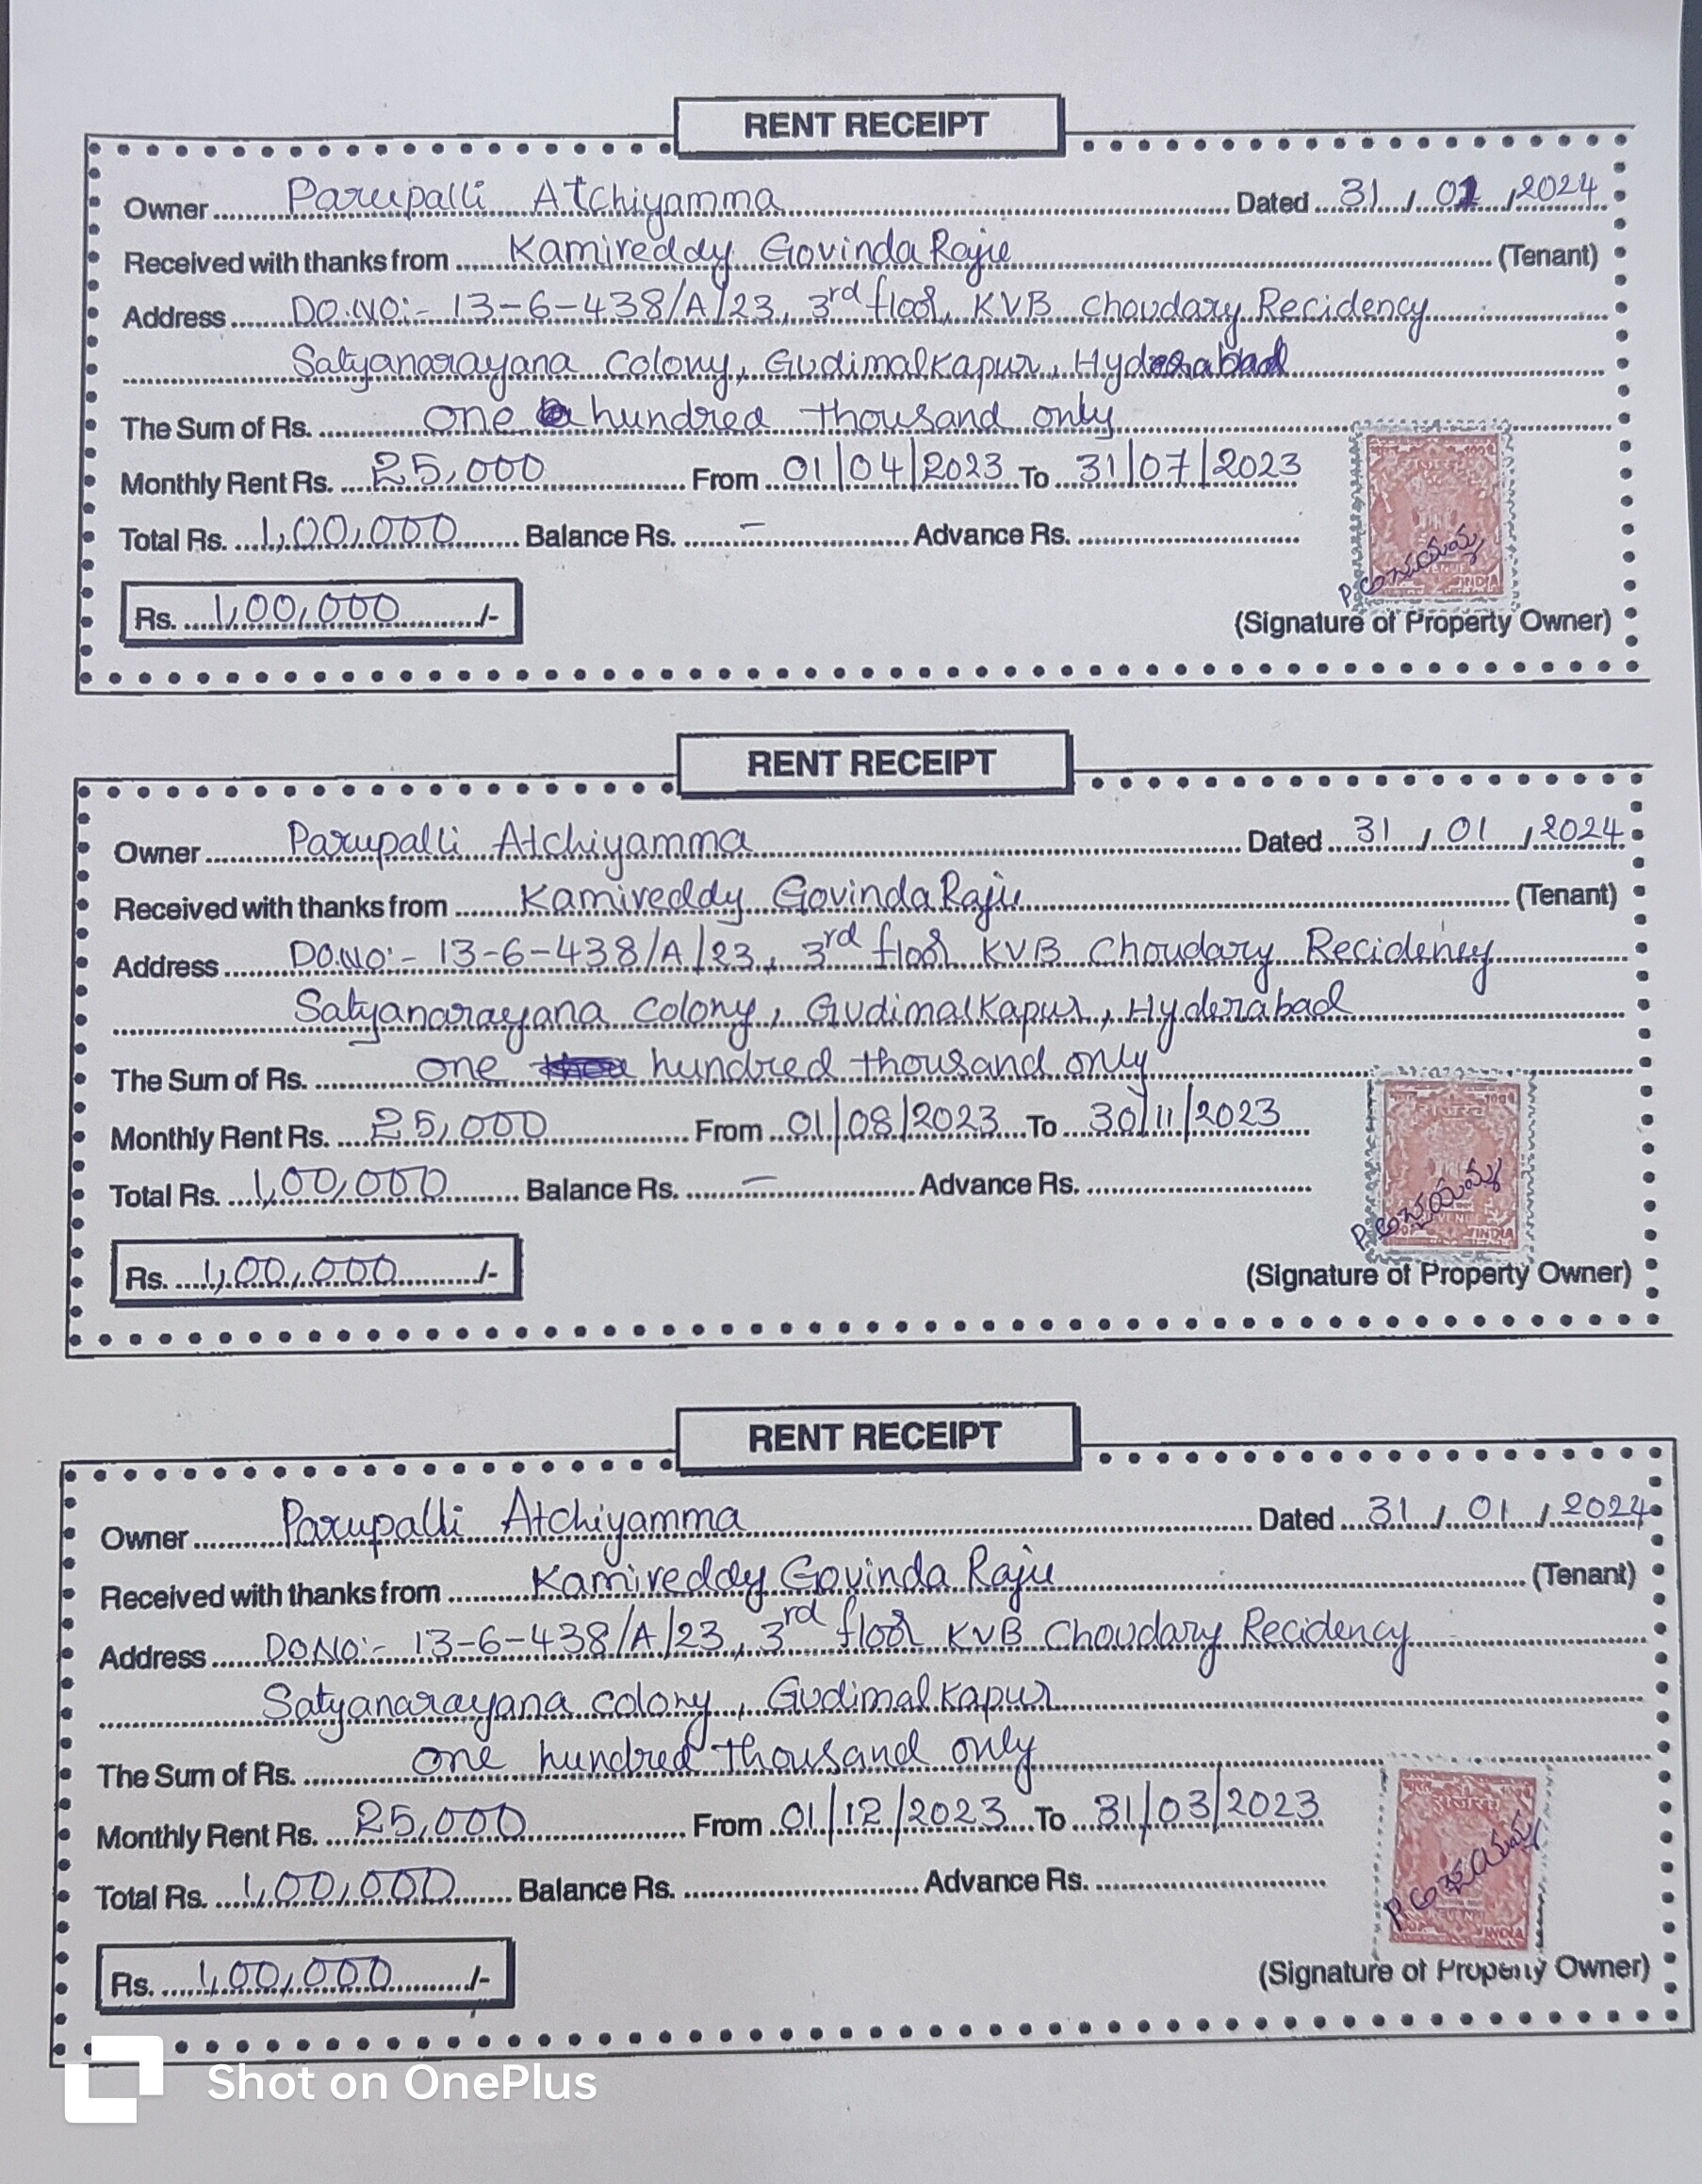 RENT RECEIPT
Owner Parupalli Atchiyamma Dated 31 / 01 / 2024
Received with thanks from Kamireddy Govinda Raju (Tenant)
Address DO.NO:- 13-6-438/A/23, 3rd floor, KVB Choudary Recidency
Satyanarayana Colony, Gudimalkapur, Hyderabad
The Sum of Rs. one hundred thousand only
Monthly Rent Rs. 25,000 From 01/04/2023 To 31/07/2023
Total Rs. 1,00,000 Balance Rs. - Advance Rs.
INDIA
P. అచ్చయమ్మ
Rs. 1,00,000 /-
(Signature of Property Owner)
RENT RECEIPT
Owner Parupalli Atchiyamma Dated 31 / 01 / 2024
Received with thanks from Kamireddy Govinda Raju (Tenant)
Address DO.NO:- 13-6-438/A/23, 3rd floor KVB Choudary Recidency
Satyanarayana Colony, Gudimalkapur, Hyderabad
The Sum of Rs. one hundred thousand only
Monthly Rent Rs. 25,000 From 01/08/2023 To 30/11/2023
Total Rs. 1,00,000 Balance Rs. - Advance Rs.
INDIA
P. అచ్చయమ్మ
Rs. 1,00,000 /-
(Signature of Property Owner)
RENT RECEIPT
Owner Parupalli Atchiyamma Dated 31 / 01 / 2024
Received with thanks from Kamireddy Govinda Raju (Tenant)
Address DO.NO:- 13-6-438/A/23, 3rd floor KVB Choudary Recidency
Satyanarayana colony, Gudimalkapur
The Sum of Rs. one hundred thousand only
Monthly Rent Rs. 25,000 From 01/12/2023 To 31/03/2023
Total Rs. 1,00,000 Balance Rs. Advance Rs.
भारत
राजस्व
INDIA
P. అచ్చయమ్మ
Rs. 1,00,000 /-
(Signature of Property Owner)
Shot on OnePlus